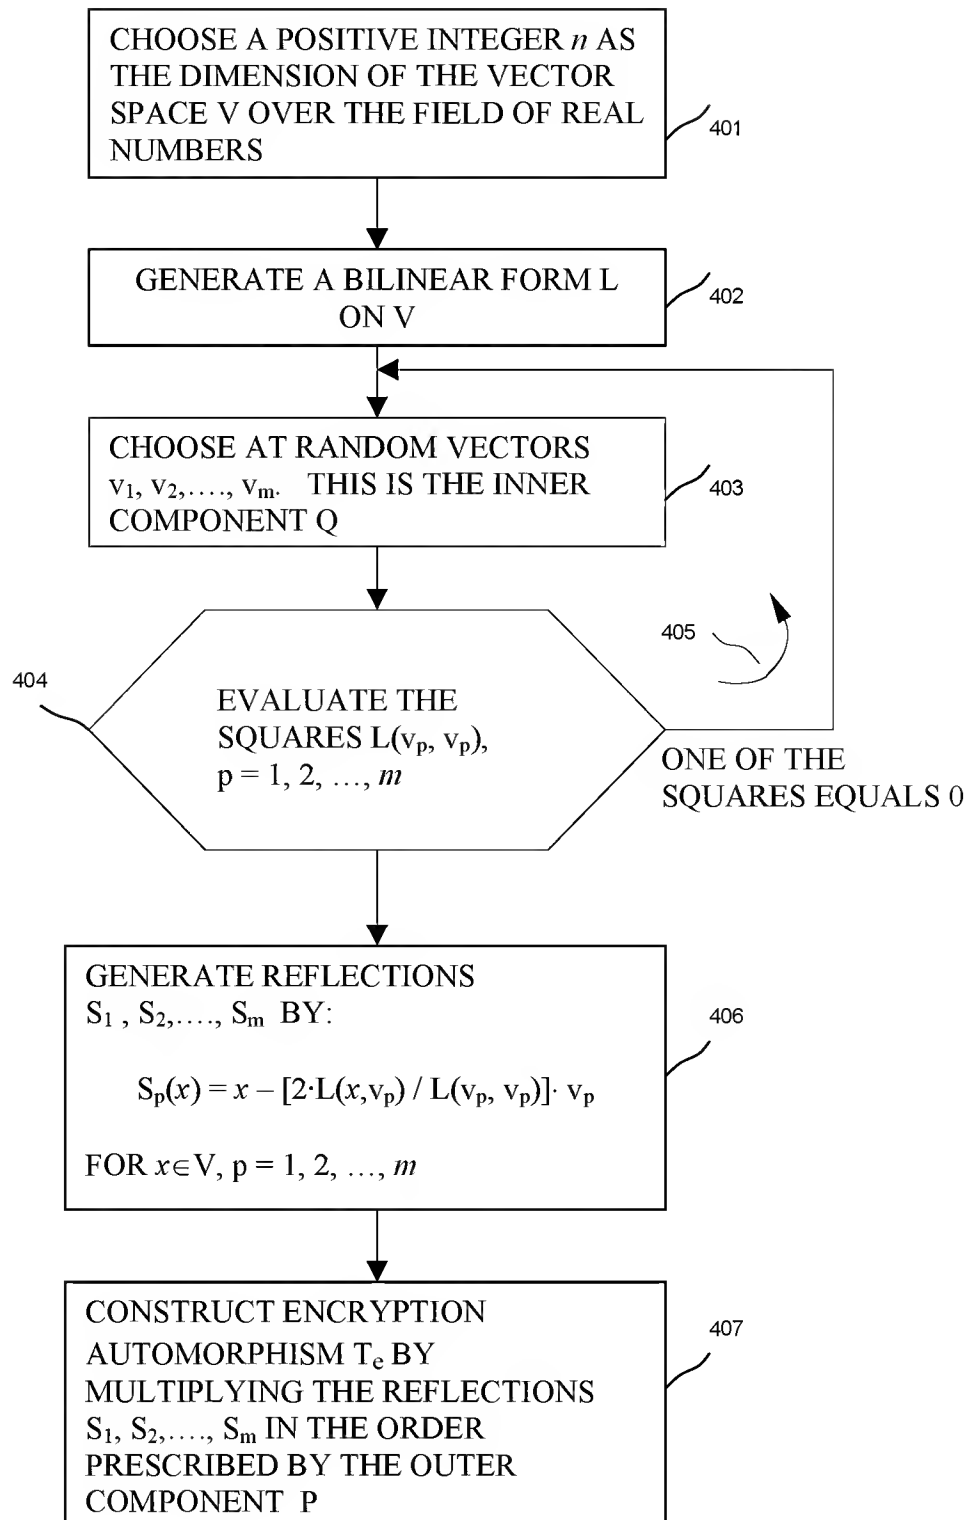 CHOOSE A POSITIVE INTEGER n AS
THE DIMENSION OF THE VECTOR
SPACE V OVER THE FIELD OF REAL
NUMBERS
401
GENERATE A BILINEAR FORM L
ON V
402
CHOOSE AT RANDOM VECTORS
v₁, v₂,...., vₘ. THIS IS THE INNER
COMPONENT Q
403
404
EVALUATE THE
SQUARES L(vₚ, vₚ),
p = 1, 2, ..., m
405
ONE OF THE
SQUARES EQUALS 0
GENERATE REFLECTIONS
S₁ , S₂,...., Sₘ BY:
Sₚ(x) = x – [2·L(x,vₚ) / L(vₚ, vₚ)]· vₚ
FOR x∈V, p = 1, 2, ..., m
406
CONSTRUCT ENCRYPTION
AUTOMORPHISM Tₑ BY
MULTIPLYING THE REFLECTIONS
S₁, S₂,...., Sₘ IN THE ORDER
PRESCRIBED BY THE OUTER
COMPONENT P
407